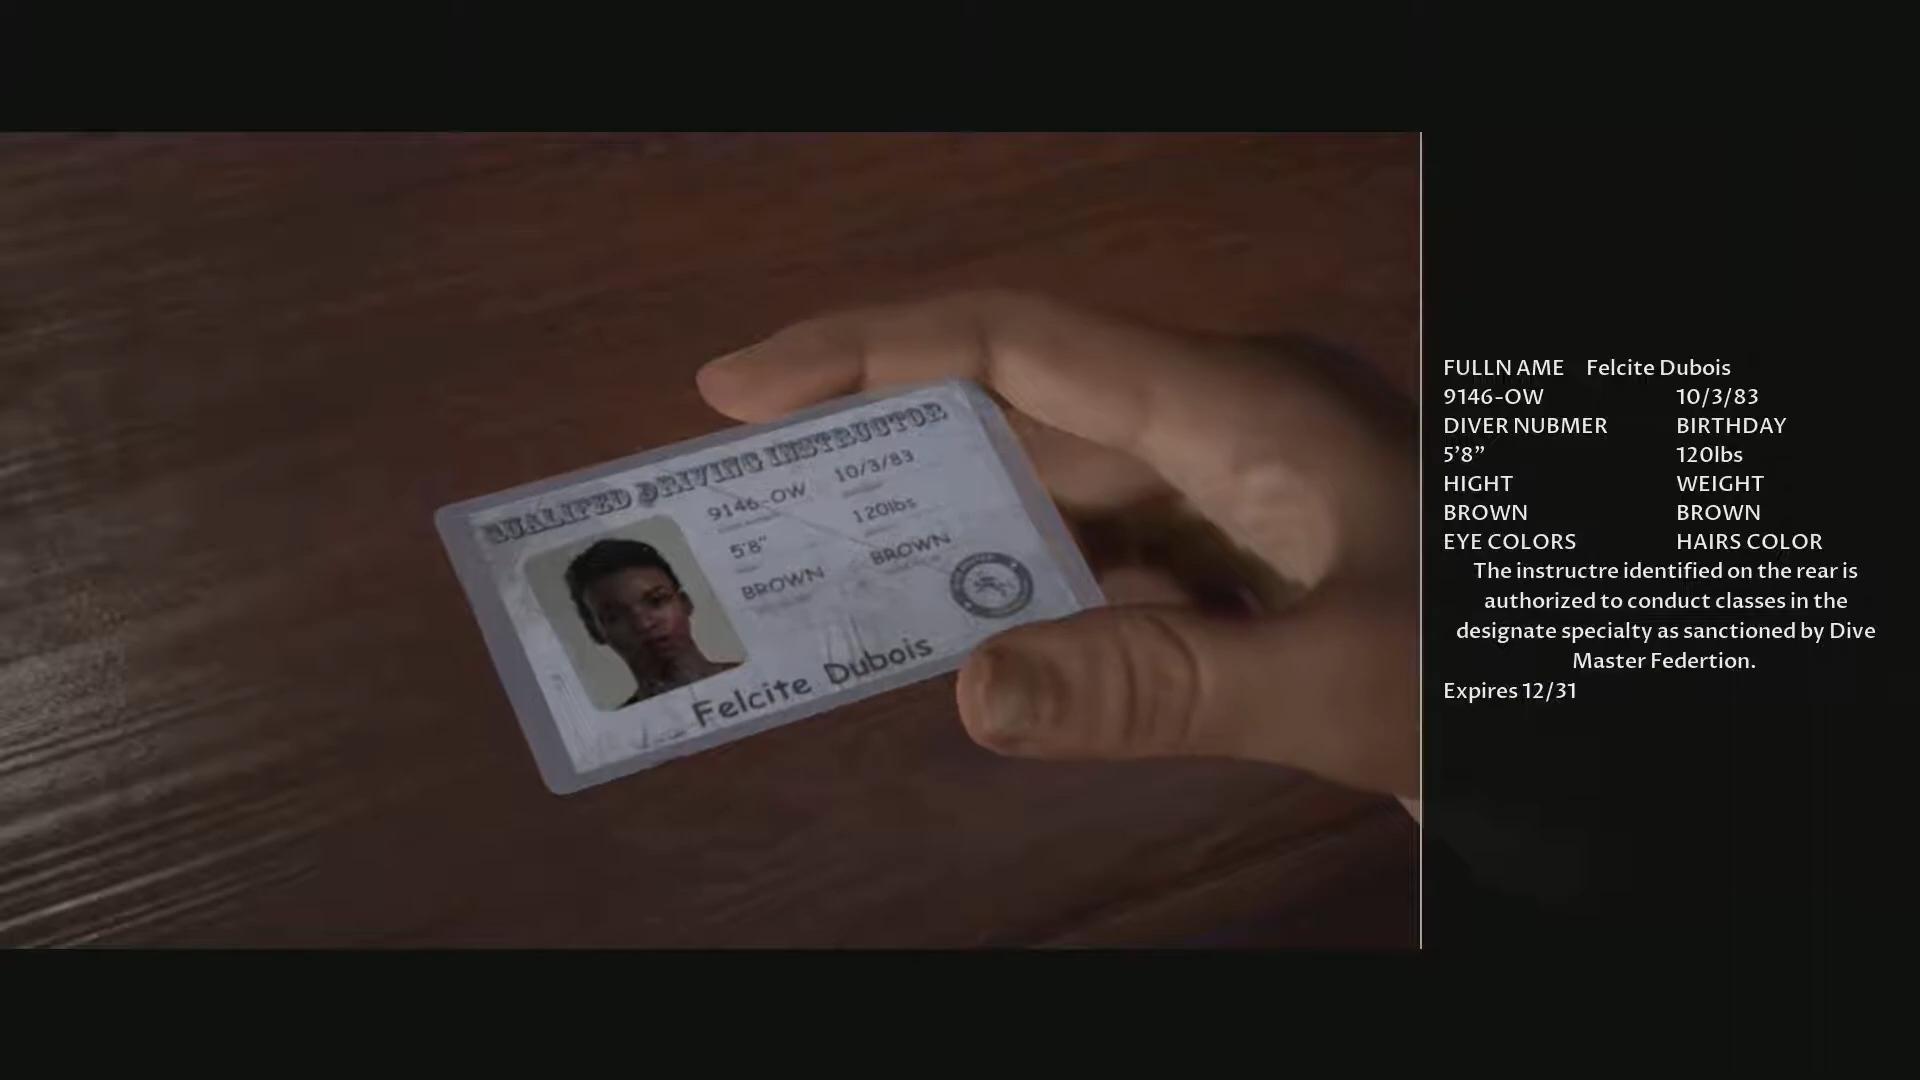 QUALIFED DRIVING INSTRUCTOR
9146-OW 10/3/83
5'8" 120lbs
BROWN BROWN
Felcite Dubois
FULLN AME Felcite Dubois
9146-OW 10/3/83
DIVER NUBMER BIRTHDAY
5’8” 120lbs
HIGHT WEIGHT
BROWN BROWN
EYE COLORS HAIRS COLOR
The instructre identified on the rear is
authorized to conduct classes in the
designate specialty as sanctioned by Dive
Master Federtion.
Expires 12/31